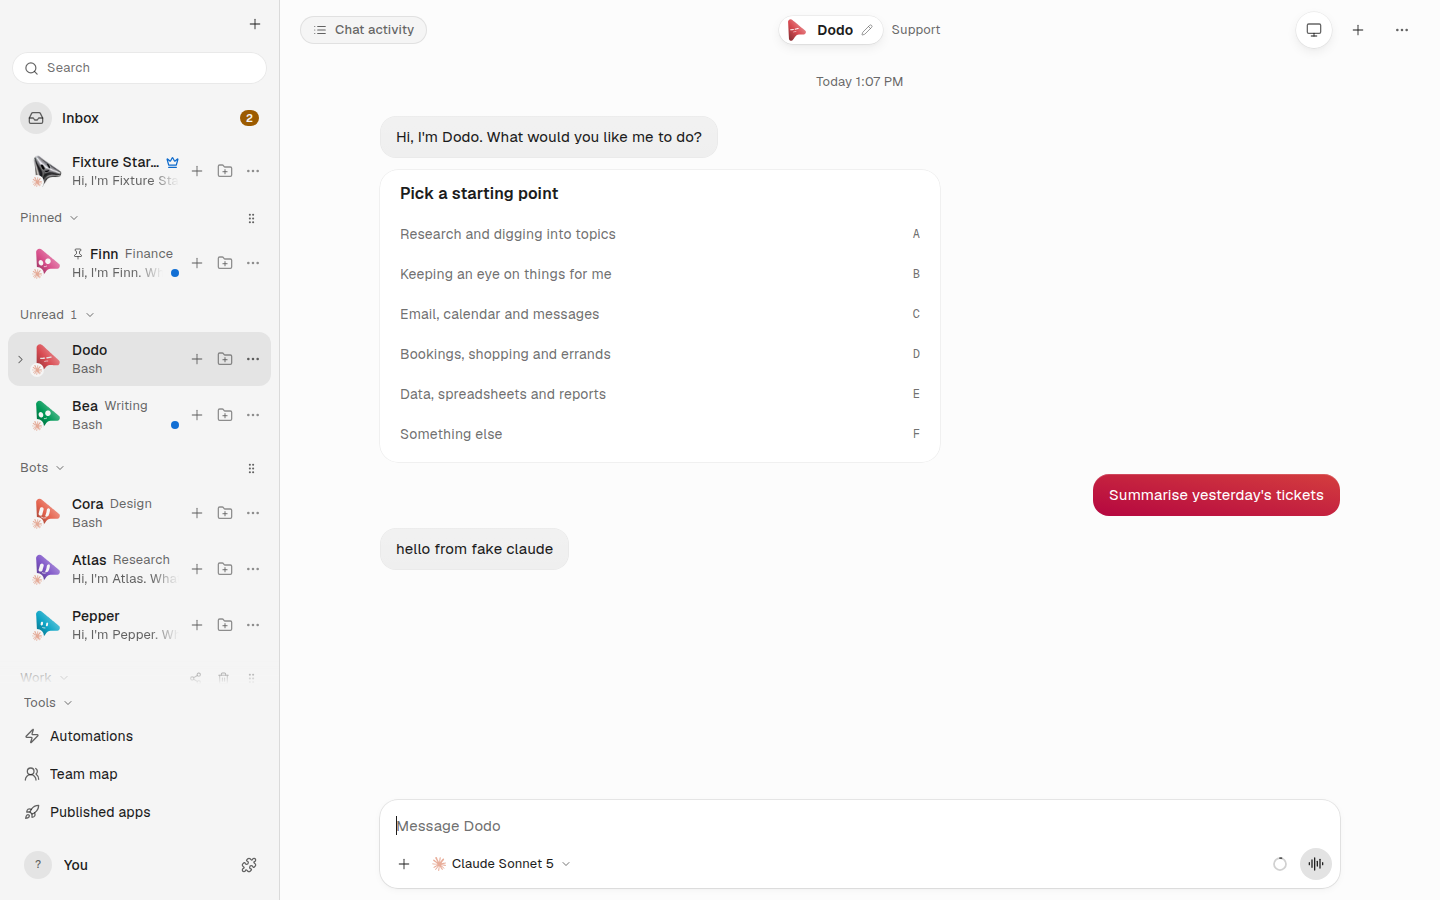 Search
Inbox 2
Fixture Star...
Hi, I'm Fixture Sta
Pinned
Finn Finance
Hi, I'm Finn. Wh
Unread 1
Dodo
Bash
Bea Writing
Bash
Bots
Cora Design
Bash
Atlas Research
Hi, I'm Atlas. Wha
Pepper
Hi, I'm Pepper. Wh
Work
Tools
Automations
Team map
Published apps
? You
Chat activity
Dodo Support
Today 1:07 PM
Hi, I'm Dodo. What would you like me to do?
Pick a starting point
Research and digging into topics A
Keeping an eye on things for me B
Email, calendar and messages C
Bookings, shopping and errands D
Data, spreadsheets and reports E
Something else F
Summarise yesterday's tickets
hello from fake claude
Message Dodo
Claude Sonnet 5